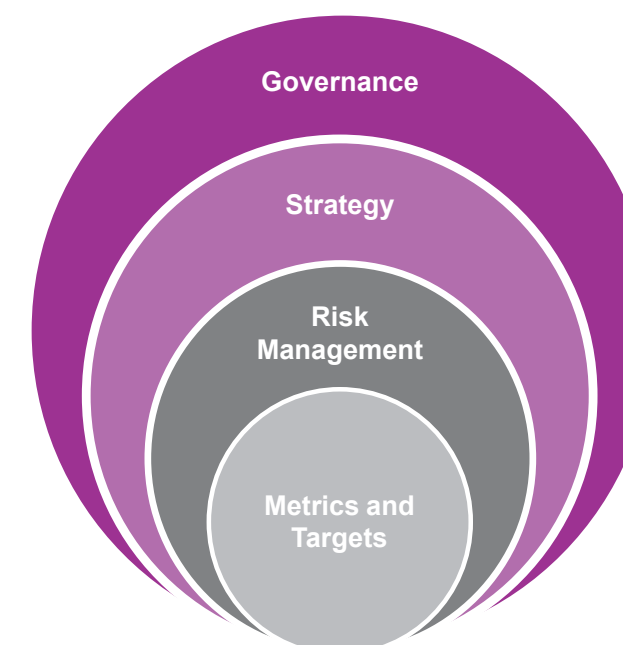 Governance
Strategy
Risk
Management
Metrics and
Targets